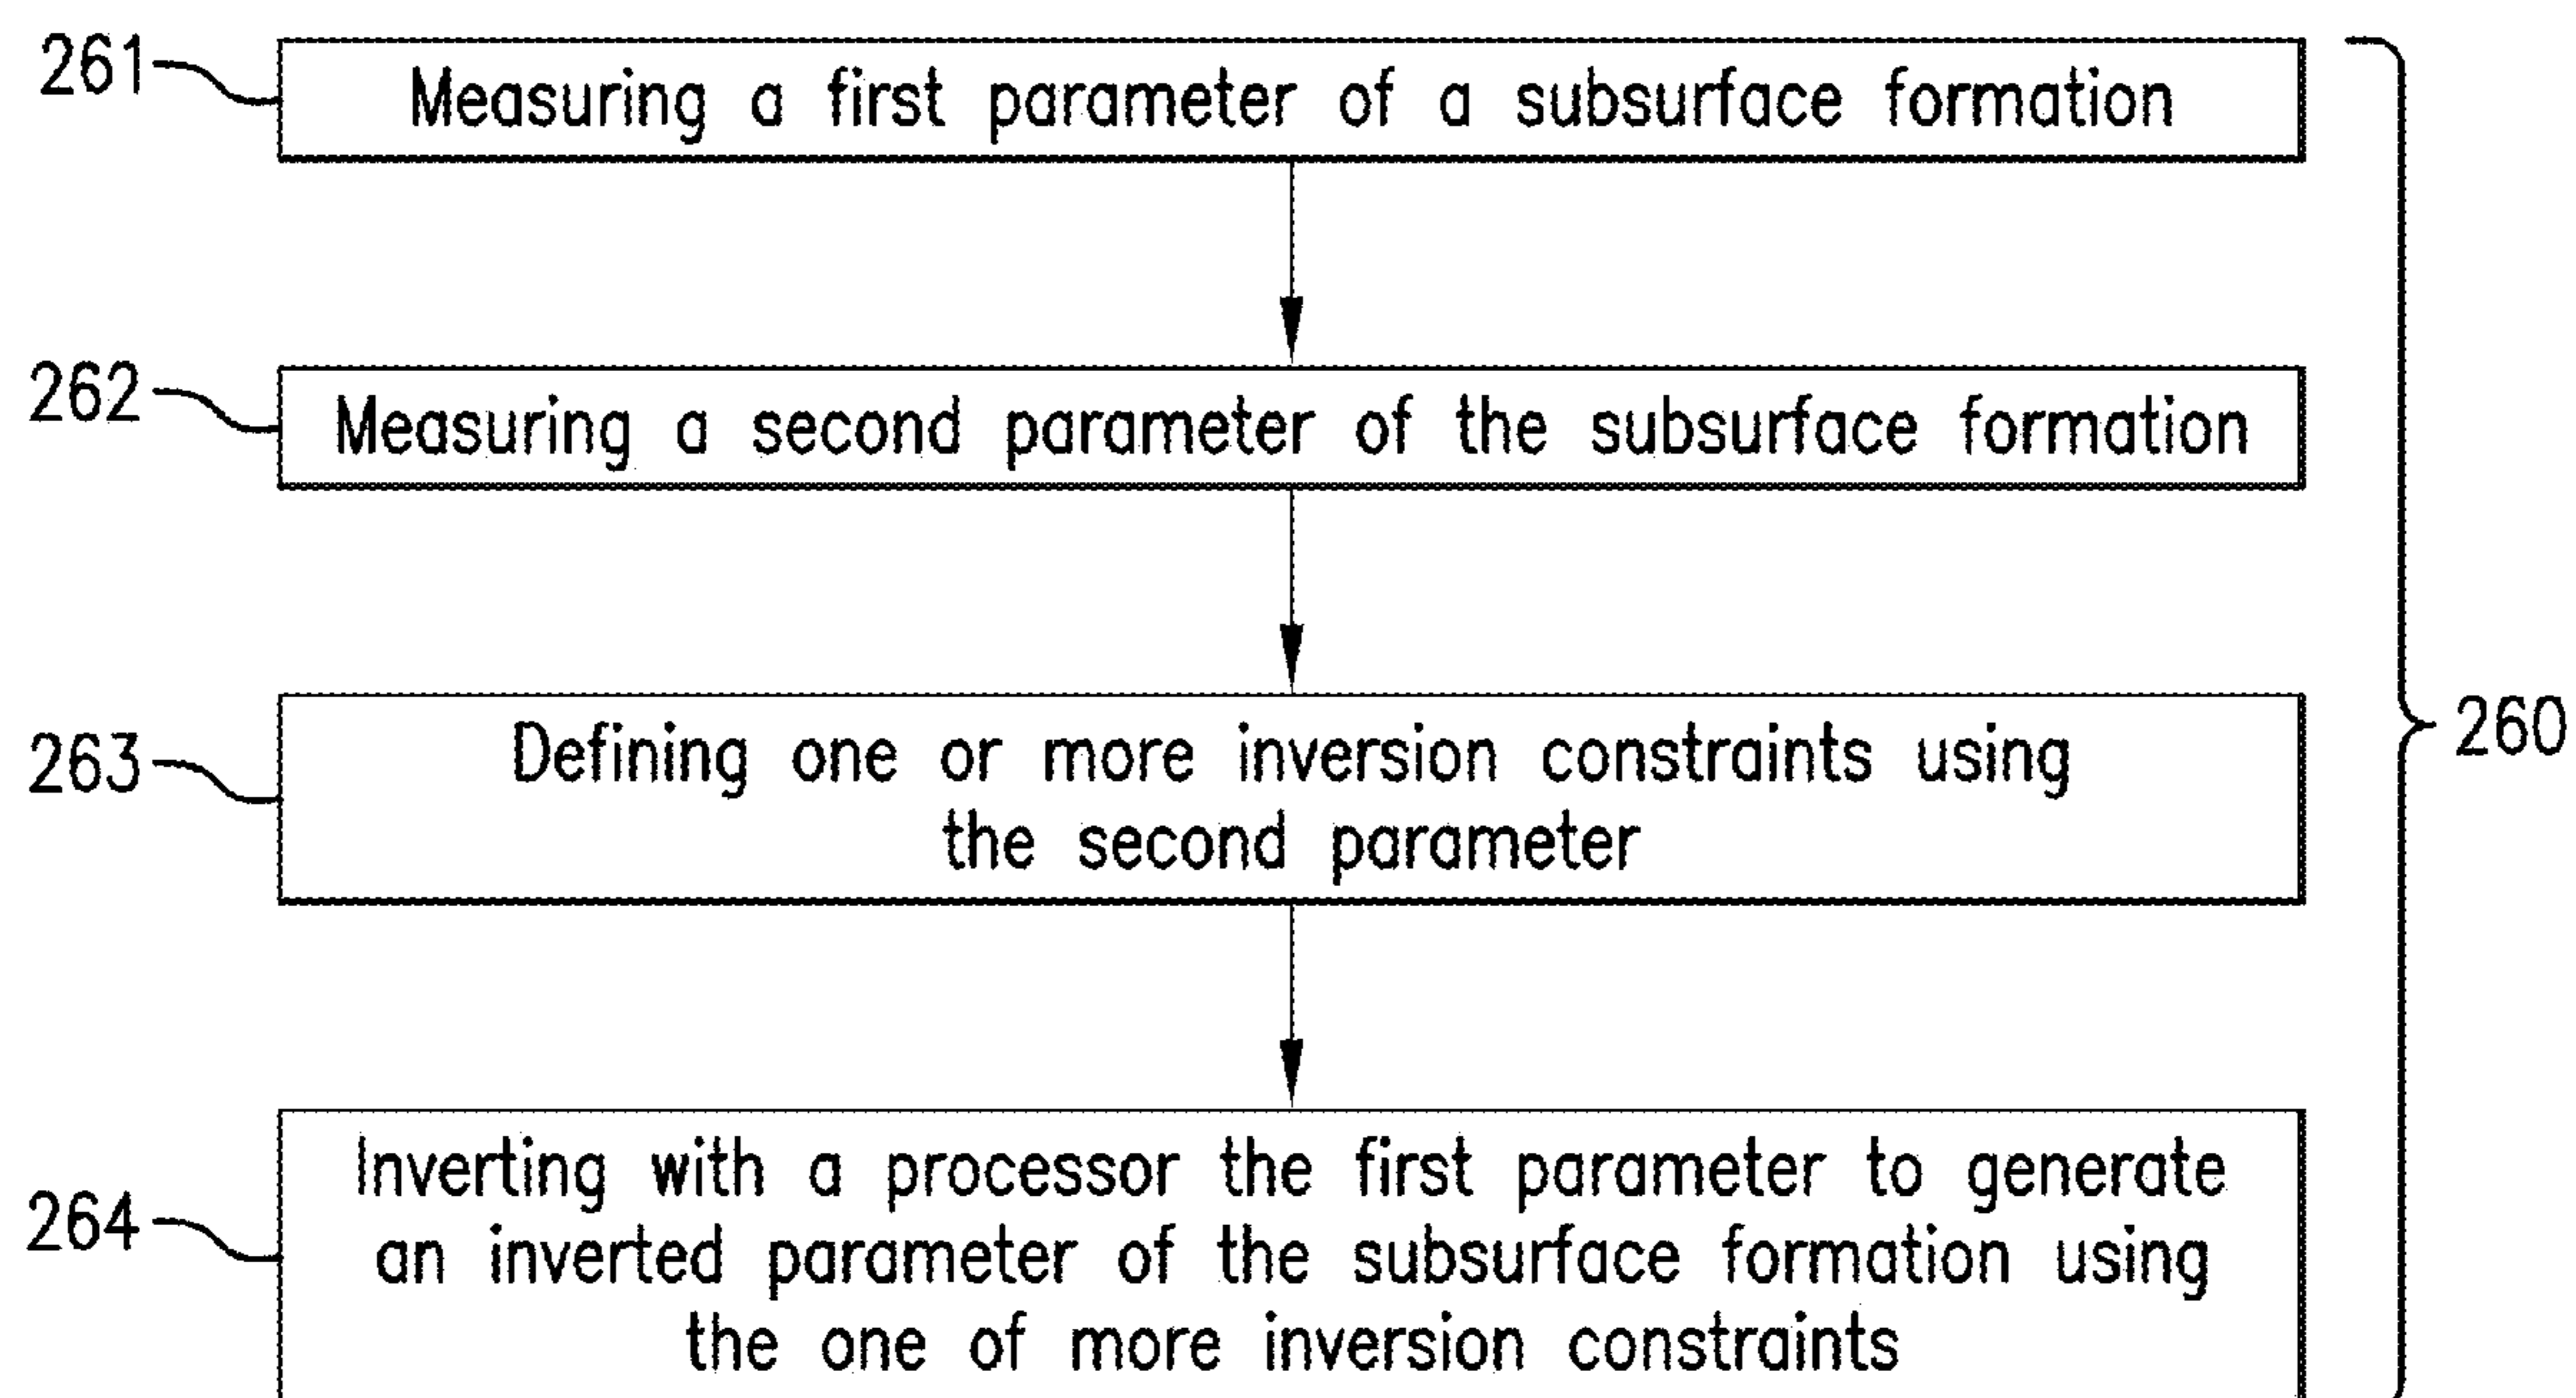 261
Measuring a first parameter of a subsurface formation
262
Measuring a second parameter of the subsurface formation
263
Defining one or more inversion constraints using
the second parameter
260
264
Inverting with a processor the first parameter to generate
an inverted parameter of the subsurface formation using
the one of more inversion constraints